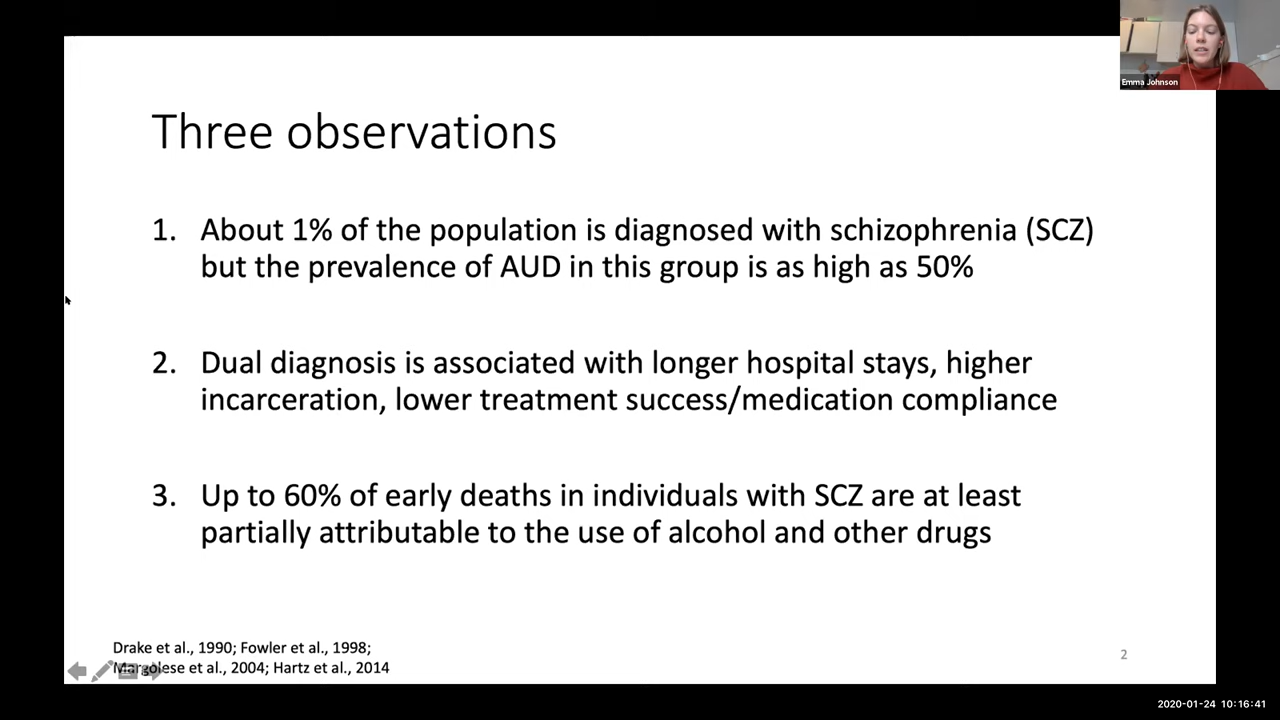 Emma Johnson
Three observations
1. About 1% of the population is diagnosed with schizophrenia (SCZ)
but the prevalence of AUD in this group is as high as 50%
2. Dual diagnosis is associated with longer hospital stays, higher
incarceration, lower treatment success/medication compliance
3. Up to 60% of early deaths in individuals with SCZ are at least
partially attributable to the use of alcohol and other drugs
Drake et al., 1990; Fowler et al., 1998;
Margolese et al., 2004; Hartz et al., 2014
2
2020-01-24 10:16:41